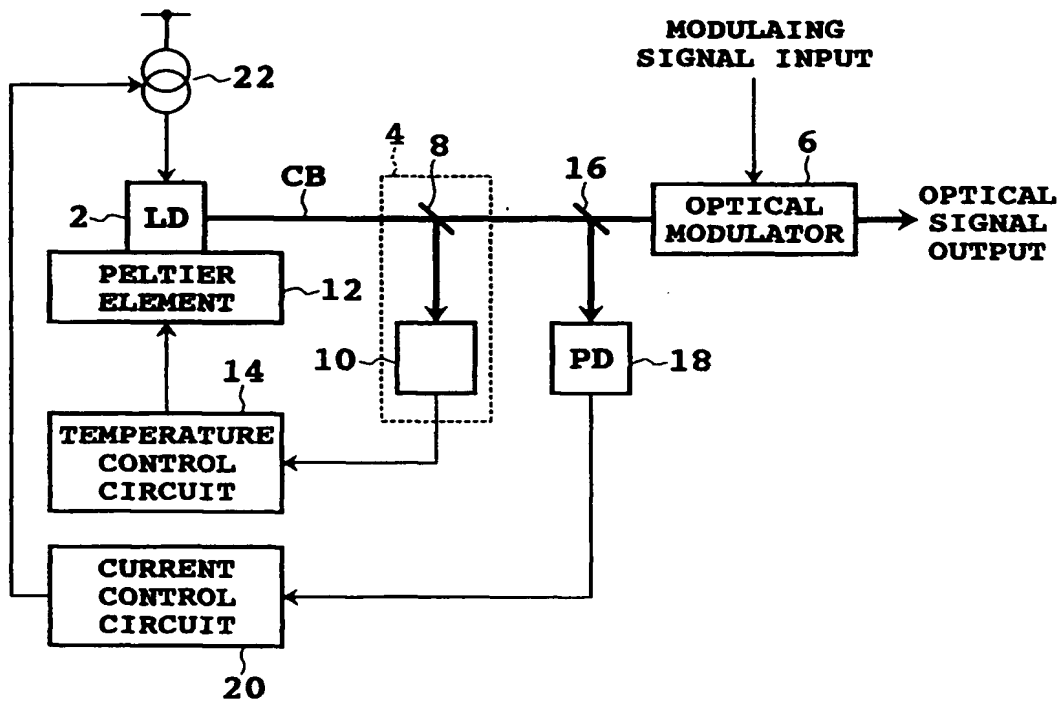 22
MODULAING
SIGNAL INPUT
4
8
CB
16
6
2
LD
OPTICAL
MODULATOR
OPTICAL
SIGNAL
OUTPUT
PELTIER
ELEMENT
12
10
PD
18
14
TEMPERATURE
CONTROL
CIRCUIT
CURRENT
CONTROL
CIRCUIT
20